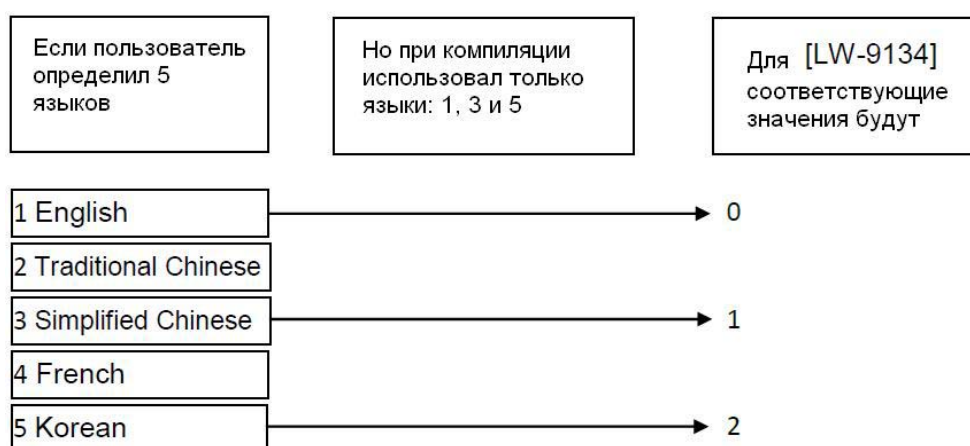 Если пользователь
определил 5
языков
Но при компиляции
использовал только
языки: 1, 3 и 5
Для [LW-9134]
соответствующие
значения будут
1 English
0
2 Traditional Chinese
3 Simplified Chinese
1
4 French
5 Korean
2